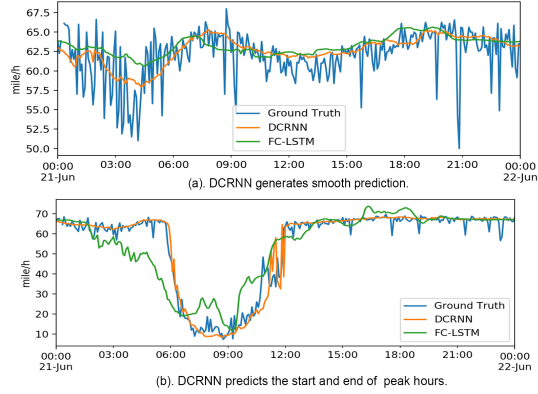 67.5
65.0
62.5
60.0
57.5
55.0
52.5
50.0
mile/h
Ground Truth
DCRNN
FC-LSTM
00:00 03:00 06:00 09:00 12:00 15:00 18:00 21:00 00:00
21-Jun 22-Jun
(a). DCRNN generates smooth prediction.
70
60
50
40
30
20
10
mile/h
Ground Truth
DCRNN
FC-LSTM
00:00 03:00 06:00 09:00 12:00 15:00 18:00 21:00 00:00
21-Jun 22-Jun
(b). DCRNN predicts the start and end of peak hours.